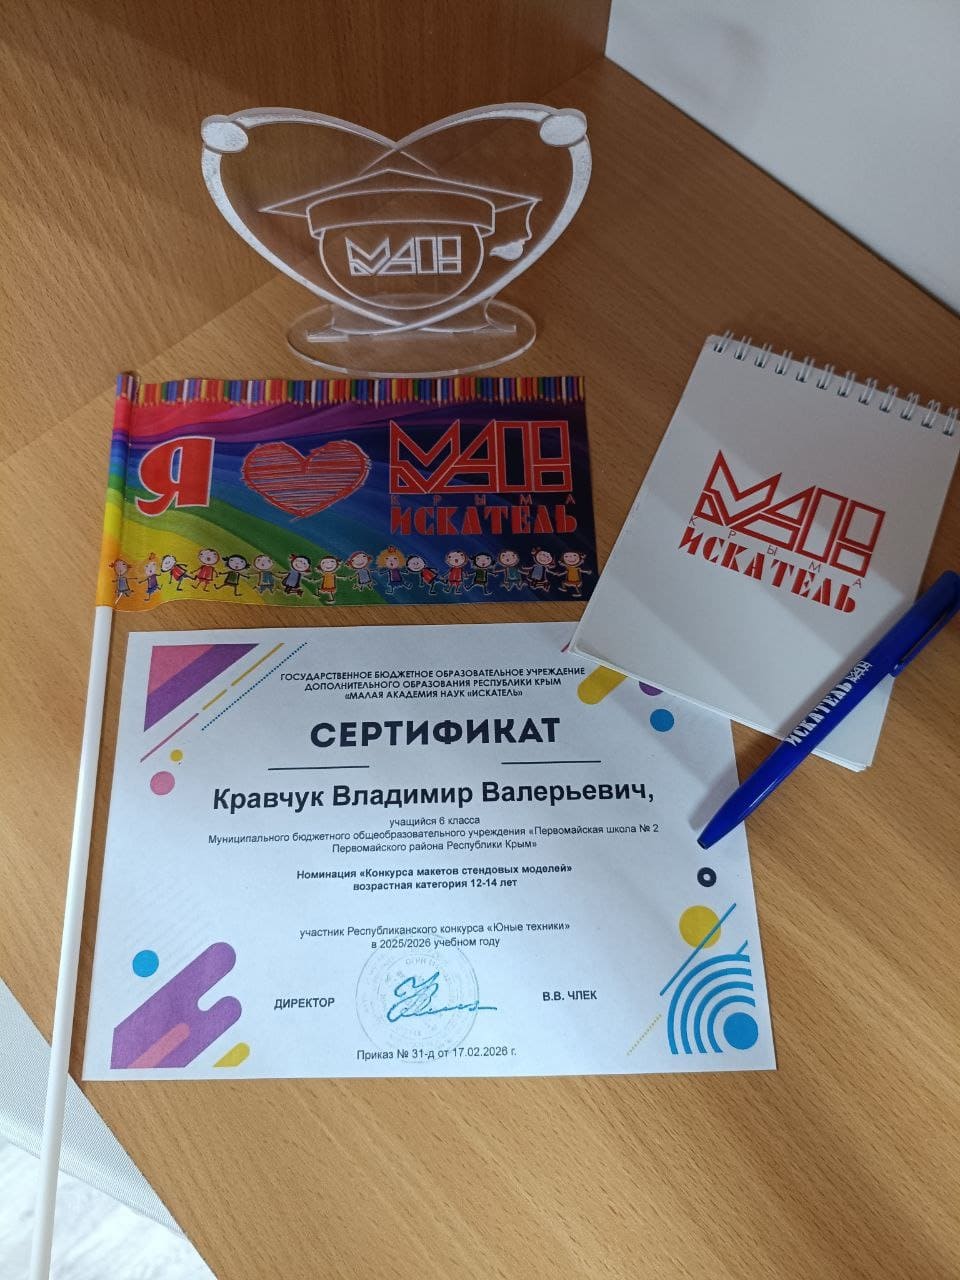 МАН
Я МАН
КРЫМА
ИСКАТЕЛЬ
МАН
КРЫМА
ИСКАТЕЛЬ
ИСКАТЕЛЬ МАН
ГОСУДАРСТВЕННОЕ БЮДЖЕТНОЕ ОБРАЗОВАТЕЛЬНОЕ УЧРЕЖДЕНИЕ
ДОПОЛНИТЕЛЬНОГО ОБРАЗОВАНИЯ РЕСПУБЛИКИ КРЫМ
«МАЛАЯ АКАДЕМИЯ НАУК «ИСКАТЕЛЬ»
СЕРТИФИКАТ
Кравчук Владимир Валерьевич,
учащийся 6 класса
Муниципального бюджетного общеобразовательного учреждения «Первомайская школа № 2
Первомайского района Республики Крым»
Номинация «Конкурса макетов стендовых моделей»
возрастная категория 12-14 лет
участник Республиканского конкурса «Юные техники»
в 2025/2026 учебном году
ДИРЕКТОР В.В. ЧЛЕК
Приказ № 31-д от 17.02.2026 г.